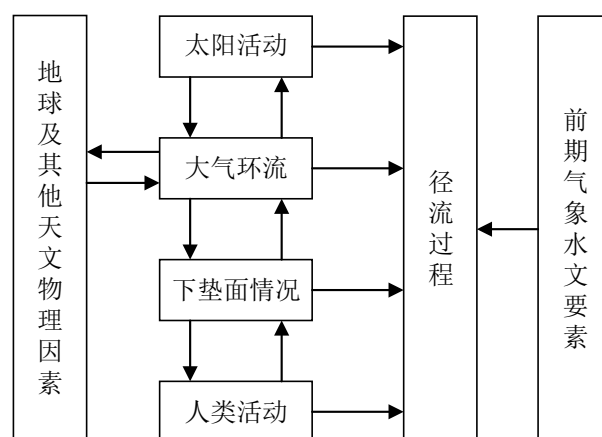 地球及其他天文物理因素
太阳活动
大气环流
下垫面情况
人类活动
径流过程
前期气象水文要素